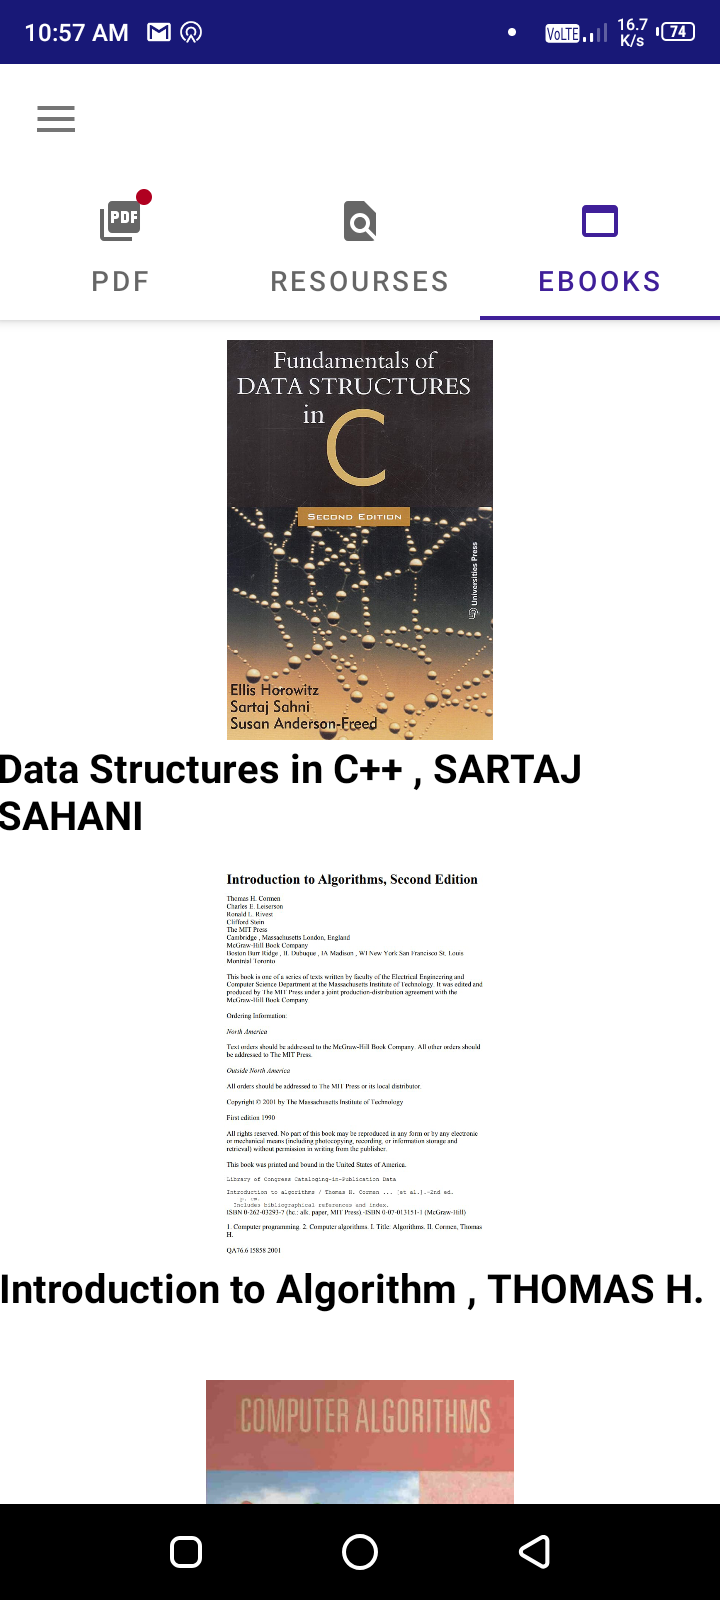 10:57 AM
VoLTE
16.7
K/s
74
PDF
PDF
RESOURSES
EBOOKS
Fundamentals of
DATA STRUCTURES
in
C
SECOND EDITION
Universities Press
Ellis Horowitz
Sartaj Sahni
Susan Anderson-Freed
Data Structures in C++ , SARTAJ
SAHANI
Introduction to Algorithms, Second Edition
Thomas H. Cormen
Charles E. Leiserson
Ronald L. Rivest
Clifford Stein
The MIT Press
Cambridge , Massachusetts London, England
McGraw-Hill Book Company
Boston Burr Ridge , IL Dubuque , IA Madison , WI New York San Francisco St. Louis
Montréal Toronto
This book is one of a series of texts written by faculty of the Electrical Engineering and
Computer Science Department at the Massachusetts Institute of Technology. It was edited and
produced by The MIT Press under a joint production-distribution agreement with the
McGraw-Hill Book Company
Ordering Information:
North America
Text orders should be addressed to the McGraw-Hill Book Company. All other orders should
be addressed to The MIT Press.
Outside North America
All orders should be addressed to The MIT Press or its local distributor.
Copyright © 2001 by The Massachusetts Institute of Technology
First edition 1990
All rights reserved. No part of this book may be reproduced in any form or by any electronic
or mechanical means (including photocopying, recording, or information storage and
retrieval) without permission in writing from the publisher.
This book was printed and bound in the United States of America.
Library of Congress Cataloging-in-Publication Data
Introduction to algorithms / Thomas H. Cormen ... [et al.].-2nd ed.
p. cm.
Includes bibliographical references and index.
ISBN 0-262-03293-7 (hc.: alk. paper, MIT Press).-ISBN 0-07-013151-1 (McGraw-Hill)
1. Computer programming. 2. Computer algorithms. I. Title: Algorithms. II. Cormen, Thomas
H.
QA76.6 I5858 2001
Introduction to Algorithm , THOMAS H.
COMPUTER ALGORITHMS